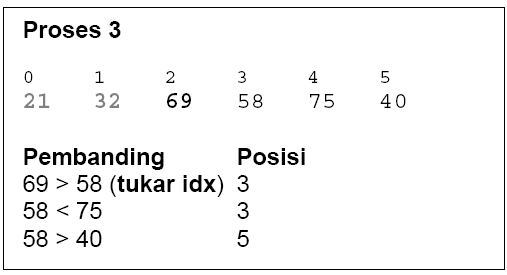 Proses 3
0 1 2 3 4 5
21 32 69 58 75 40
Pembanding Posisi
69 > 58 (tukar idx) 3
58 < 75 3
58 > 40 5